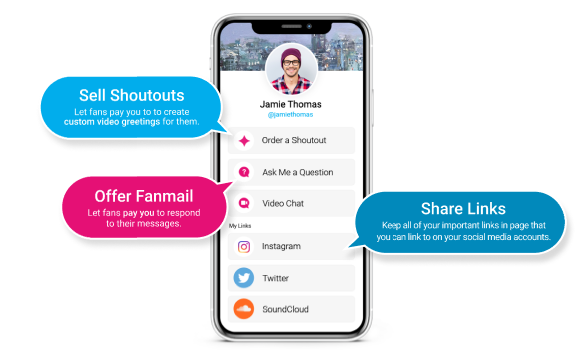 Sell Shoutouts
Let fans pay you to to create
custom video greetings for them.
Offer Fanmail
Let fans pay you to respond
to their messages.
Jamie Thomas
@jamiethomas
Order a Shoutout
Ask Me a Question
Video Chat
My Links
Instagram
Twitter
SoundCloud
Share Links
Keep all of your important links in page that
you can link to on your social media accounts.